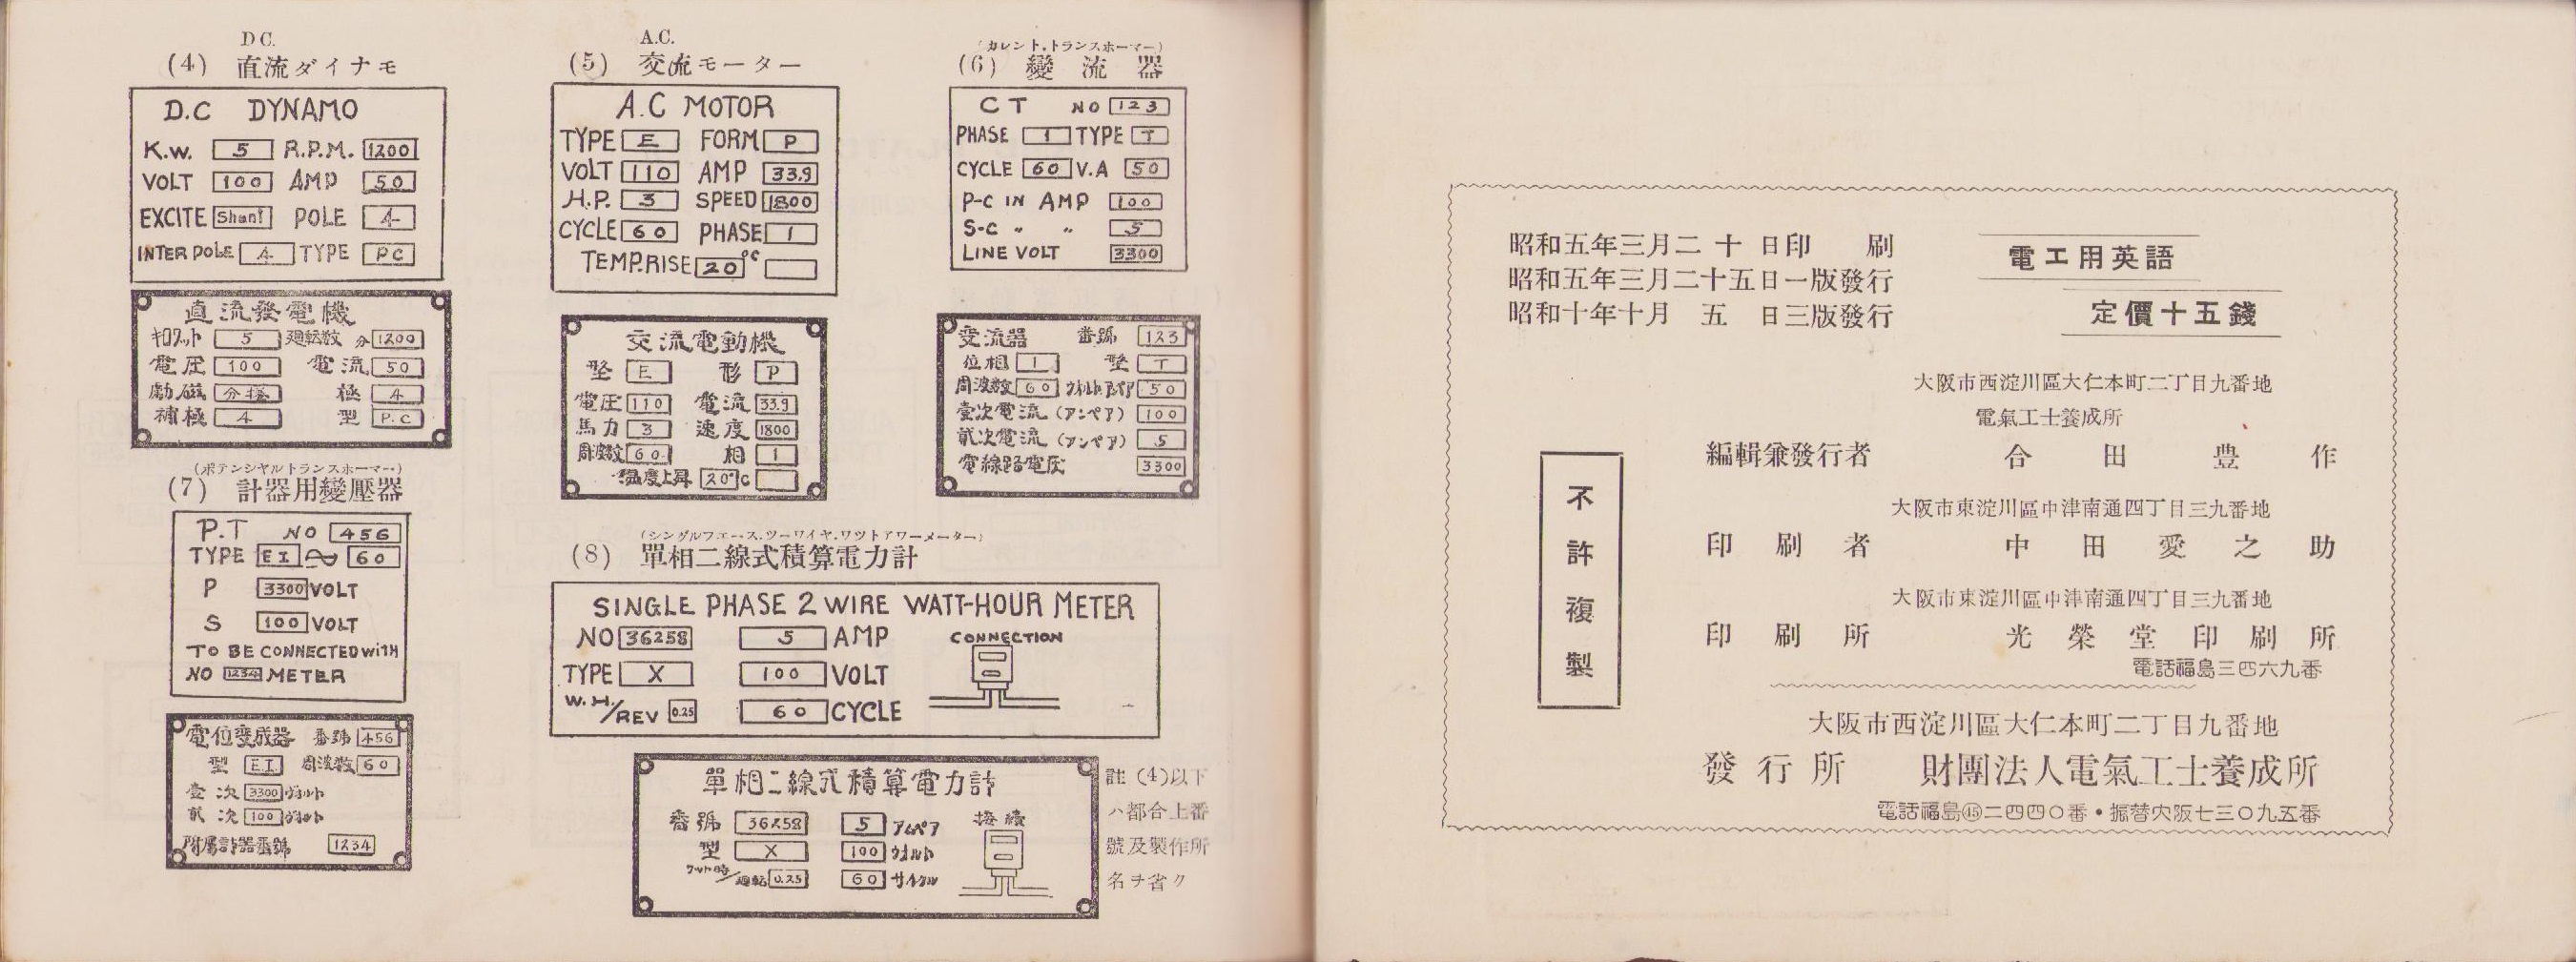 D.C.
(4) 直流ダイナモ
D.C DYNAMO
K.W. 5 R.P.M. 1200
VOLT 100 AMP 50
EXCITE Shunt POLE 4
INTER POLE 4 TYPE PC
直流發電機
キロワット 5 廻転数 分 1200
電圧 100 電流 50
勵磁 分捲 極 4
補極 4 型 P.C
A.C.
(5) 交流モーター
A.C MOTOR
TYPE E FORM P
VOLT 110 AMP 33.9
H.P. 3 SPEED 1800
CYCLE 60 PHASE 1
TEMP.RISE 20 °C
交流電動機
型 E 形 P
電圧 110 電流 33.9
馬力 3 速度 1800
周波数 60 相 1
温度上昇 20 °C
(カレント.トランスホーマー)
(6) 變流器
CT NO 123
PHASE 1 TYPE T
CYCLE 60 V.A 50
P-C IN AMP 100
S-C 〃 〃 5
LINE VOLT 3300
変流器 番號 123
位相 1 型 T
周波数 60 ヴォルトアムペア 50
壹次電流(アンペア) 100
貳次電流(アンペア) 5
電線路電圧 3300
(ポテンシヤルトランスホーマー)
(7) 計器用變壓器
P.T NO 456
TYPE EI 60
P 3300 VOLT
S 100 VOLT
TO BE CONNECTED WITH
NO 1234 METER
電位変成器 番號 456
型 E.I. 周波数 60
壹次 3300 ヴォルト
貳次 100 ヴォルト
附屬計器番號 1234
(シングルフエース.ツーワイヤ.ワツトアワーメーター)
(8) 單相二線式積算電力計
SINGLE PHASE 2 WIRE WATT-HOUR METER
NO 36258 5 AMP CONNECTION
TYPE X 100 VOLT
W.H./REV 0.25 60 CYCLE
單相二線式積算電力計
番號 36258 5 アムペア 接續
型 X 100 ヴォルト
ワット時/廻転 0.25 60 サイクル
註 (4)以下
ハ都合上番
號及製作所
名ヲ省ク
昭和五年三月二十日印刷
昭和五年三月二十五日一版發行
昭和十年十月五日三版發行
電工用英語
定價十五錢
不許複製
大阪市西淀川區大仁本町二丁目九番地
電氣工士養成所
編輯兼發行者 合田豊作
大阪市東淀川區中津南通四丁目三九番地
印刷者 中田愛之助
大阪市東淀川區中津南通四丁目三九番地
印刷所 光榮堂印刷所
電話福島三四六九番
大阪市西淀川區大仁本町二丁目九番地
發行所 財團法人電氣工士養成所
電話福島㊺二四四〇番・振替大阪七三〇九五番